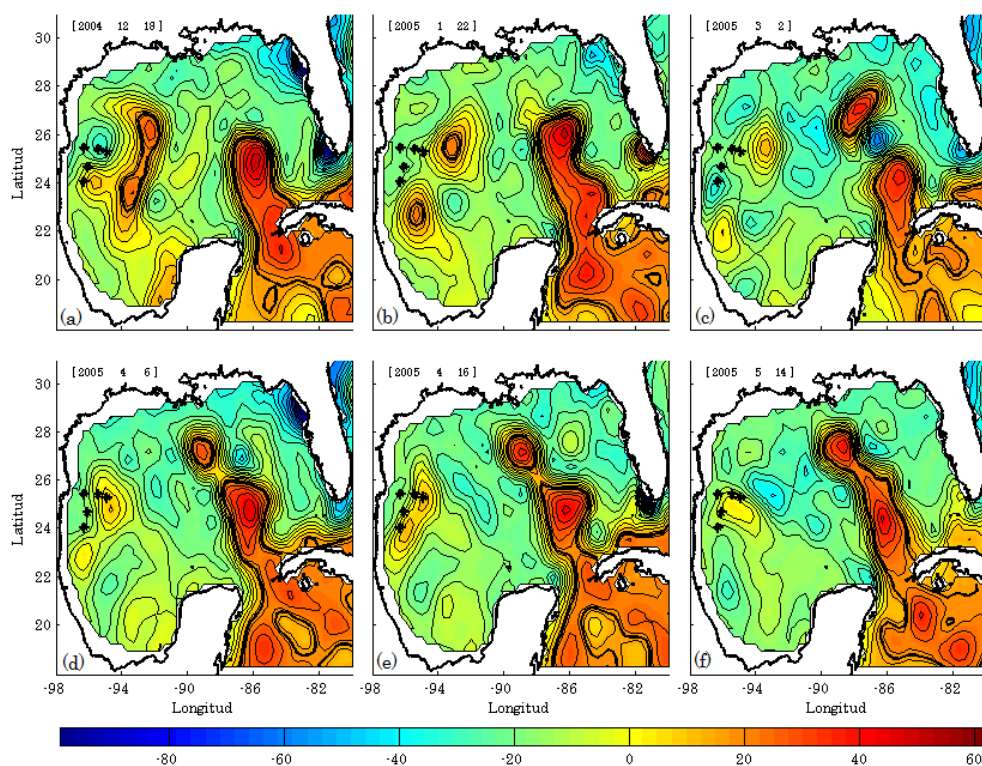 [2004 12 18]
[2005 1 22]
[2005 3 2]
30
28
26
24
22
20
Latitud
(a)
(b)
(c)
[2005 4 6]
[2005 4 16]
[2005 5 14]
30
28
26
24
22
20
Latitud
(d)
(e)
(f)
-98 -94 -90 -86 -82
-98 -94 -90 -86 -82
-98 -94 -90 -86 -82
Longitud
Longitud
Longitud
-80 -60 -40 -20 0 20 40 60